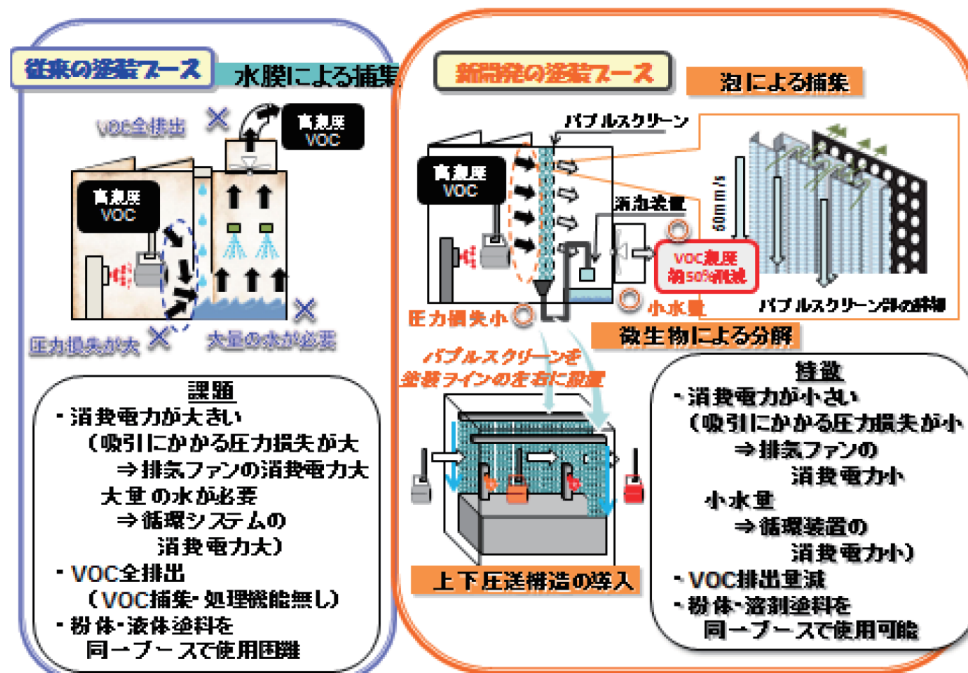 従来の塗装ブース
水膜による捕集
VOC全排出
高濃度
VOC
高濃度
VOC
圧力損失が大
大量の水が必要
課題
・消費電力が大きい
（吸引にかかる圧力損失が大
⇒排気ファンの消費電力大
大量の水が必要
⇒循環システムの
消費電力大）
・VOC全排出
（VOC捕集・処理機能無し）
・粉体・液体塗料を
同一ブースで使用困難
新開発の塗装ブース
泡による捕集
バブルスクリーン
高濃度
VOC
消泡装置
VOC濃度
約50%削減
圧力損失小
小水量
60mm/s
バブルスクリーン部の詳細
微生物による分解
バブルスクリーンを
塗装ラインの左右に設置
上下圧送構造の導入
特徴
・消費電力が小さい
（吸引にかかる圧力損失が小
⇒排気ファンの
消費電力小
小水量
⇒循環装置の
消費電力小）
・VOC排出量減
・粉体・溶剤塗料を
同一ブースで使用可能